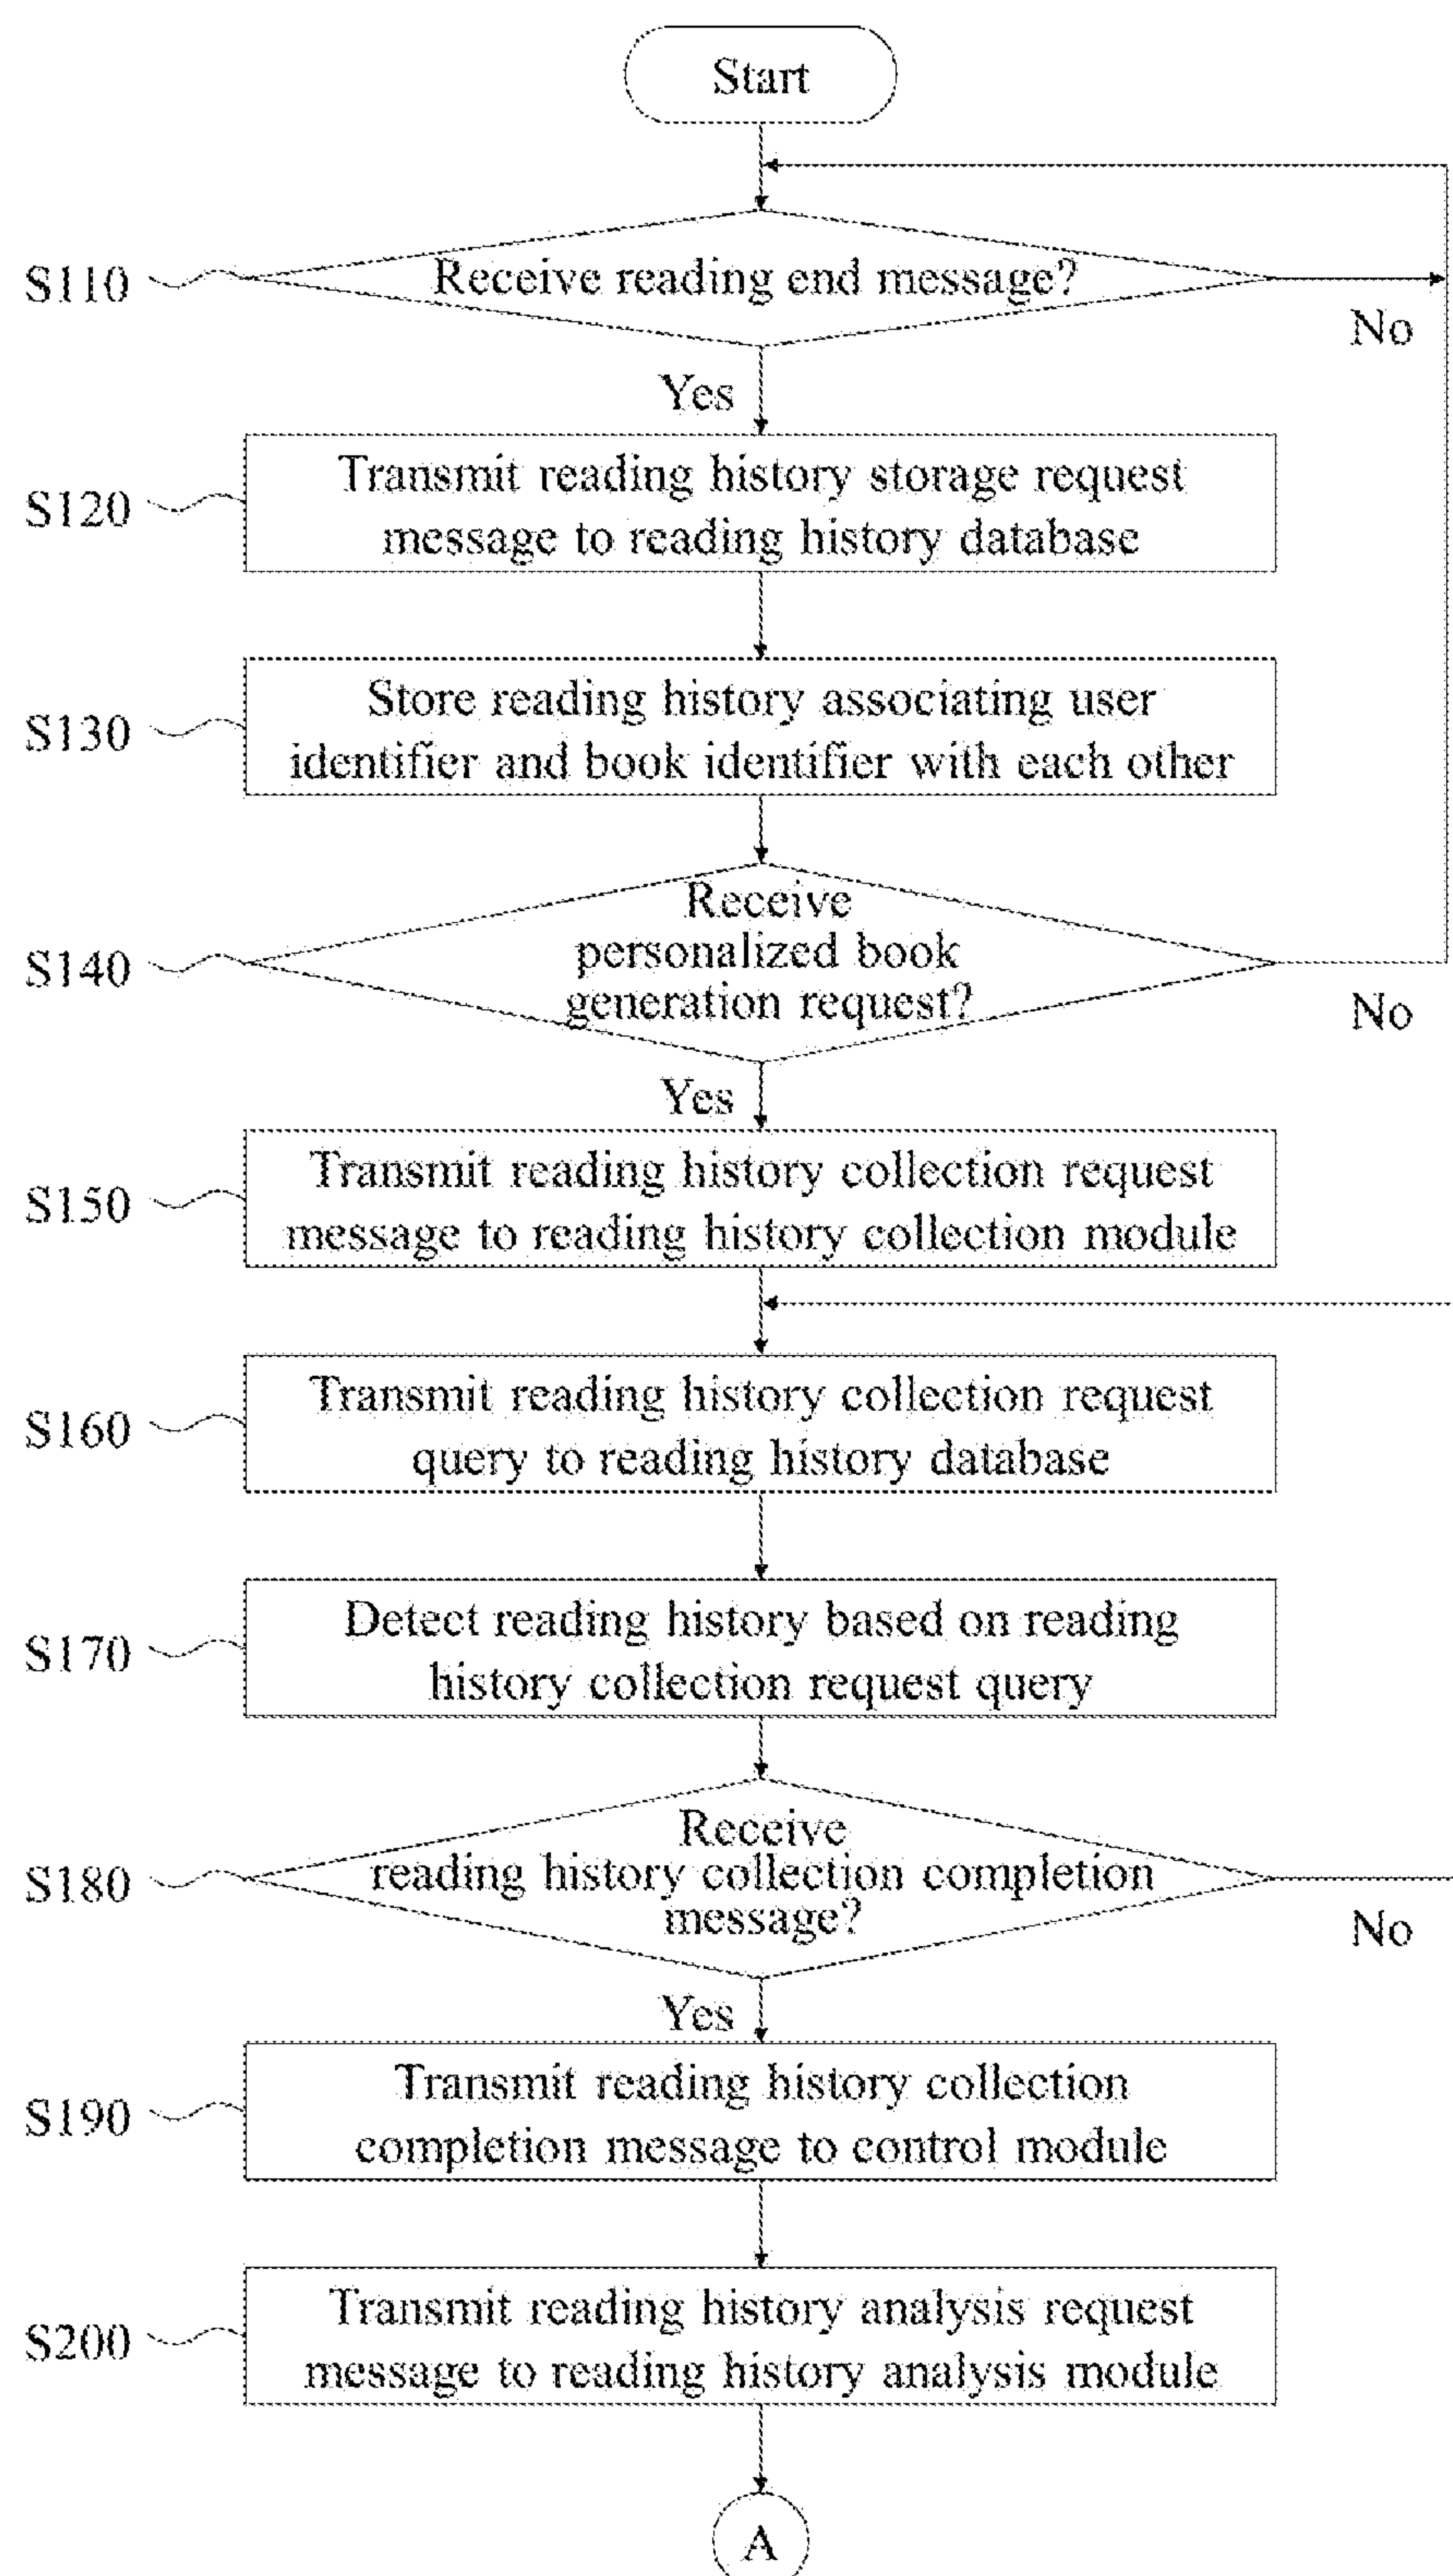 Start
S110
Receive reading end message?
No
Yes
S120
Transmit reading history storage request
message to reading history database
S130
Store reading history associating user
identifier and book identifier with each other
S140
Receive
personalized book
generation request?
No
Yes
S150
Transmit reading history collection request
message to reading history collection module
S160
Transmit reading history collection request
query to reading history database
S170
Detect reading history based on reading
history collection request query
S180
Receive
reading history collection completion
message?
No
Yes
S190
Transmit reading history collection
completion message to control module
S200
Transmit reading history analysis request
message to reading history analysis module
A